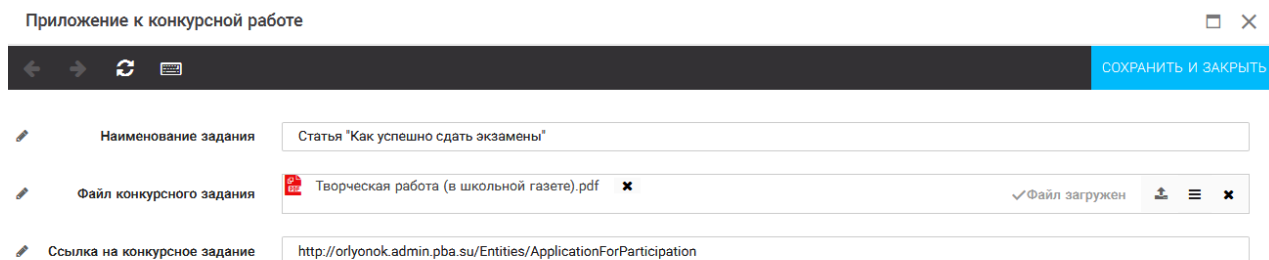 Приложение к конкурсной работе
СОХРАНИТЬ И ЗАКРЫТЬ
Наименование задания Статья "Как успешно сдать экзамены"
Файл конкурсного задания Творческая работа (в школьной газете).pdf Файл загружен
Ссылка на конкурсное задание http://orlyonok.admin.pba.su/Entities/ApplicationForParticipation